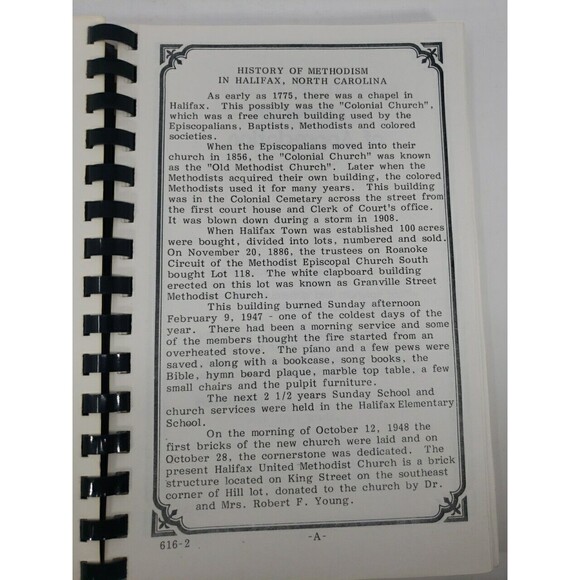 HISTORY OF METHODISM
IN HALIFAX, NORTH CAROLINA
As early as 1775, there was a chapel in
Halifax. This possibly was the "Colonial Church",
which was a free church building used by the
Episcopalians, Baptists, Methodists and colored
societies.
When the Episcopalians moved into their
church in 1856, the "Colonial Church" was known
as the "Old Methodist Church". Later when the
Methodists acquired their own building, the colored
Methodists used it for many years. This building
was in the Colonial Cemetary across the street from
the first court house and Clerk of Court's office.
It was blown down during a storm in 1908.
When Halifax Town was established 100 acres
were bought, divided into lots, numbered and sold.
On November 20, 1886, the trustees on Roanoke
Circuit of the Methodist Episcopal Church South
bought Lot 118. The white clapboard building
erected on this lot was known as Granville Street
Methodist Church.
This building burned Sunday afternoon
February 9, 1947 - one of the coldest days of the
year. There had been a morning service and some
of the members thought the fire started from an
overheated stove. The piano and a few pews were
saved, along with a bookcase, song books, the
Bible, hymn board plaque, marble top table, a few
small chairs and the pulpit furniture.
The next 2 1/2 years Sunday School and
church services were held in the Halifax Elementary
School.
On the morning of October 12, 1948 the
first bricks of the new church were laid and on
October 28, the cornerstone was dedicated. The
present Halifax United Methodist Church is a brick
structure located on King Street on the southeast
corner of Hill lot, donated to the church by Dr.
and Mrs. Robert F. Young.
616-2
-A-